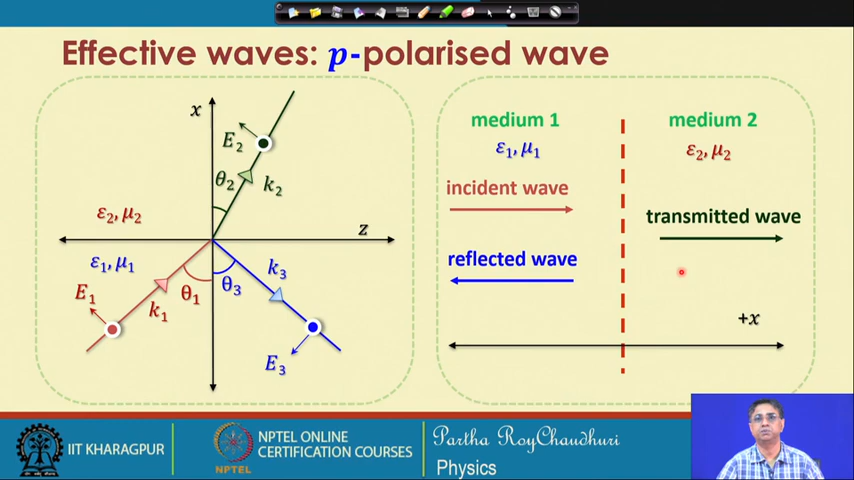 Effective waves: p-polarised wave
x
E₂
θ₂
k₂
z
ε₂, μ₂
ε₁, μ₁
E₁
k₁
θ₁
θ₃
k₃
E₃
medium 1
ε₁, μ₁
incident wave
reflected wave
medium 2
ε₂, μ₂
transmitted wave
+x
IIT KHARAGPUR
NPTEL
NPTEL ONLINE
CERTIFICATION COURSES
Partha RoyChaudhuri
Physics